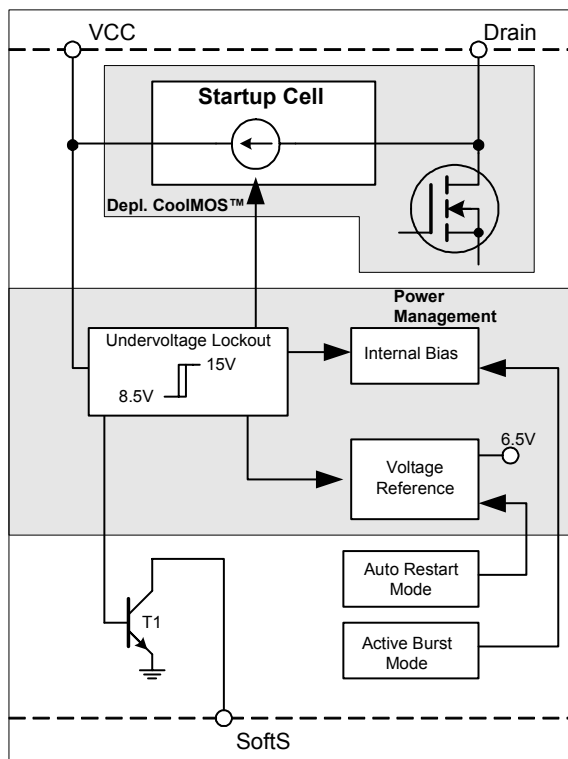 VCC
Drain
Startup Cell
Depl. CoolMOS™
Power
Management
Undervoltage Lockout
15V
8.5V
Internal Bias
6.5V
Voltage
Reference
Auto Restart
Mode
T1
Active Burst
Mode
SoftS